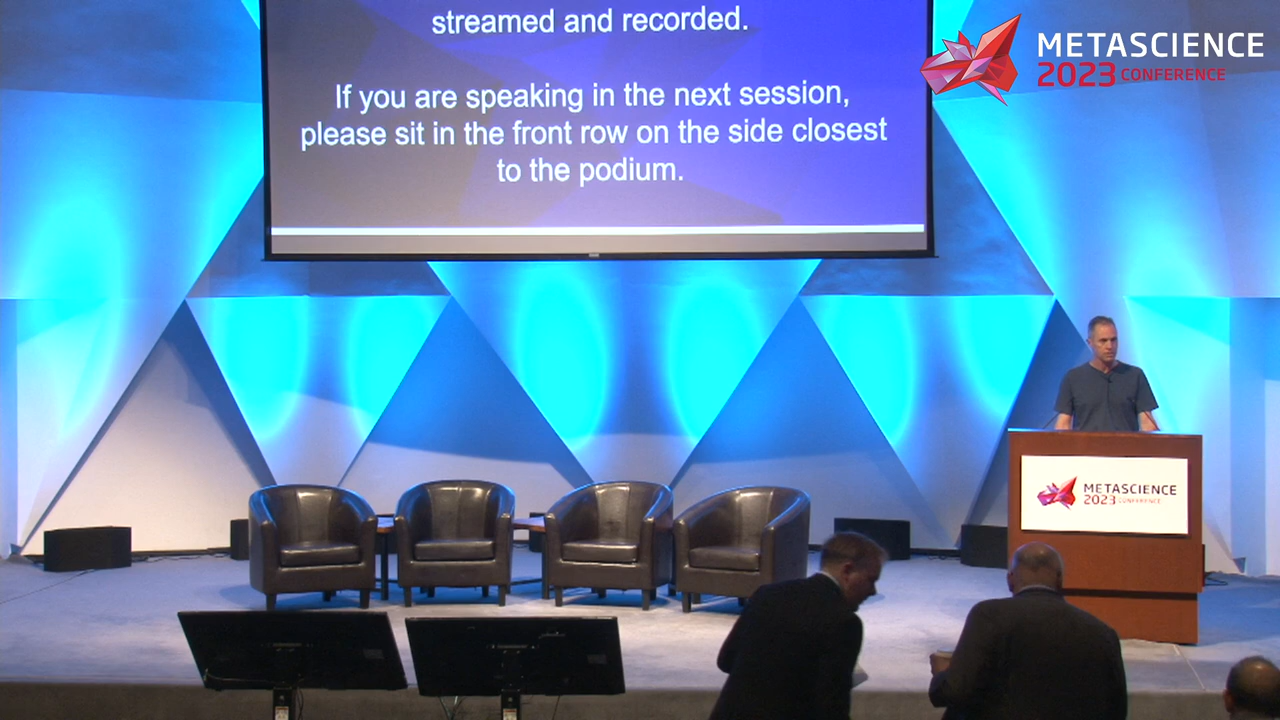 streamed and recorded.
If you are speaking in the next session,
please sit in the front row on the side closest
to the podium.
METASCIENCE
2023 CONFERENCE
METASCIENCE
2023 CONFERENCE